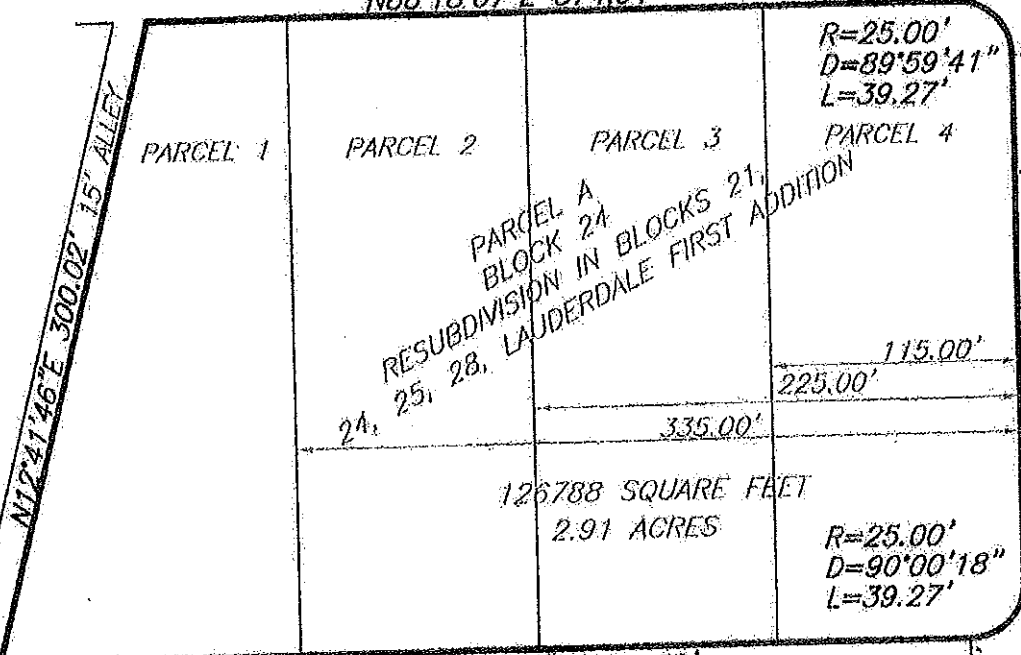 R=25.00'
D=89°59'41"
L=39.27'
N12°41'46"E 300.02' 15' ALLEY
PARCEL 1
PARCEL 2
PARCEL 3
PARCEL 4
PARCEL A,
BLOCK 24
RESUBDIVISION IN BLOCKS 21,
24, 25, 28, LAUDERDALE FIRST ADDITION
115.00'
225.00'
335.00'
126788 SQUARE FEET
2.91 ACRES
R=25.00'
D=90°00'18"
L=39.27'